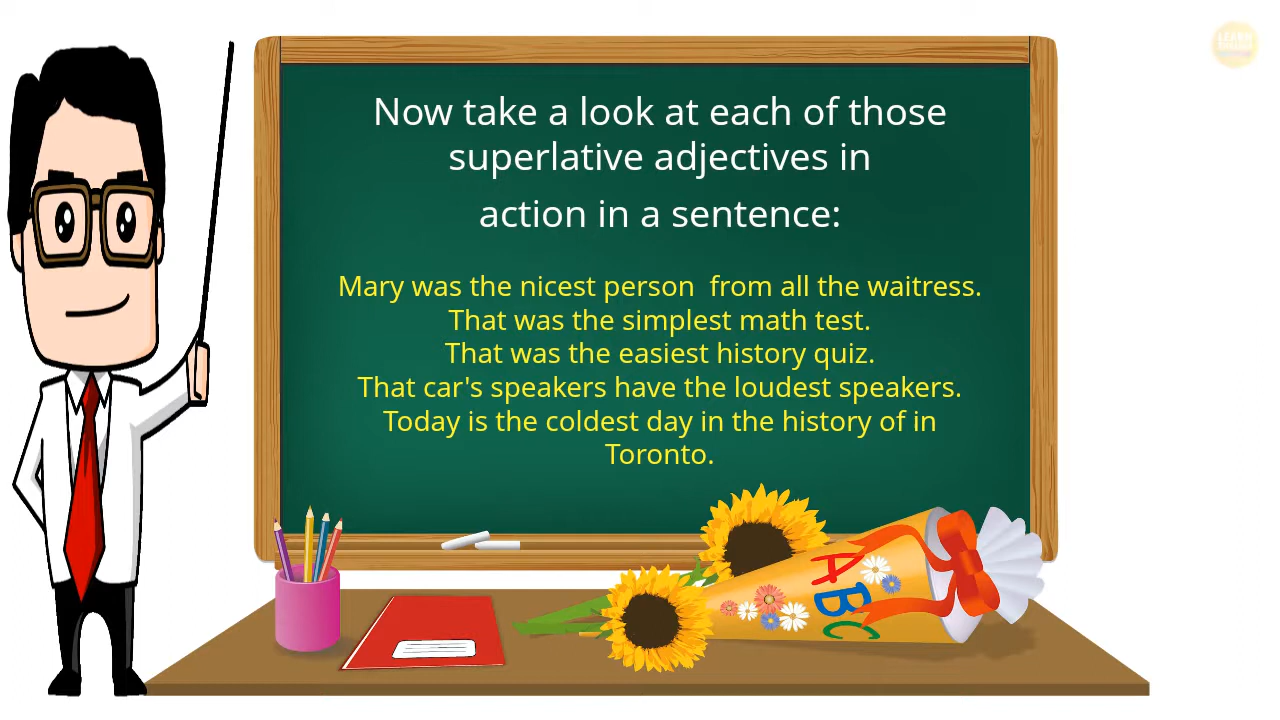 Now take a look at each of those
superlative adjectives in
action in a sentence:
Mary was the nicest person  from all the waitress.
That was the simplest math test.
That was the easiest history quiz.
That car's speakers have the loudest speakers.
Today is the coldest day in the history of in
Toronto.
A
B
C